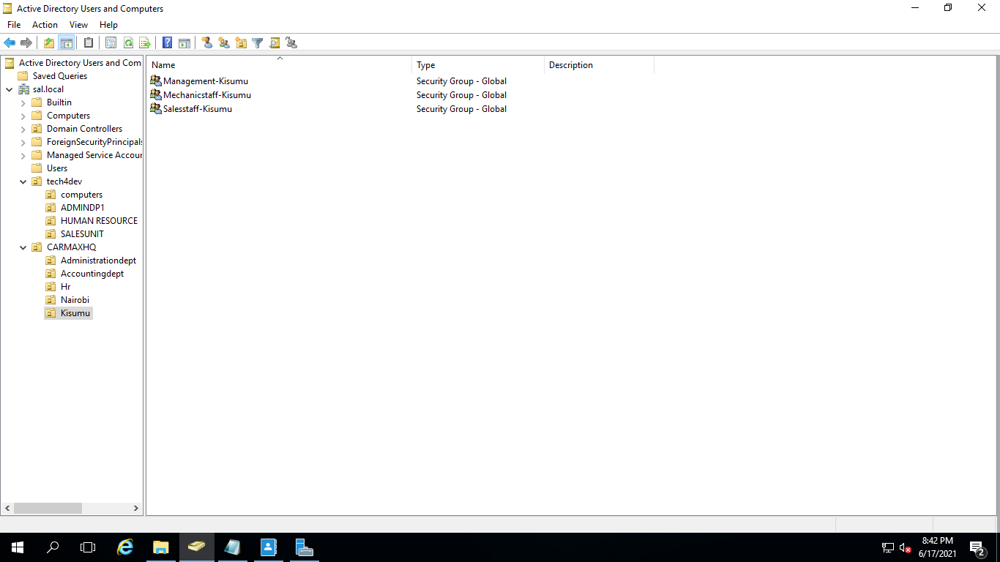 Active Directory Users and Computers
File Action View Help
Active Directory Users and Com
Saved Queries
sal.local
Builtin
Computers
Domain Controllers
ForeignSecurityPrincipals
Managed Service Accour
Users
tech4dev
computers
ADMINDP1
HUMAN RESOURCE
SALESUNIT
CARMAXHQ
Administrationdept
Accountingdept
Hr
Nairobi
Kisumu
Name Type Description
Management-Kisumu Security Group - Global
Mechanicstaff-Kisumu Security Group - Global
Salesstaff-Kisumu Security Group - Global
8:42 PM
6/17/2021
2